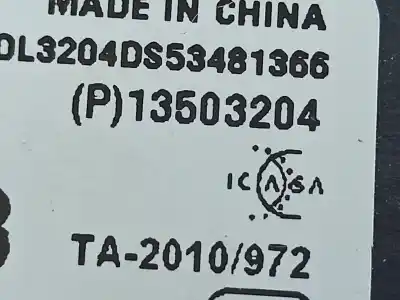 MADE IN CHINA
DL3204DS53481366
(P)13503204
ICASA
TA-2010/972